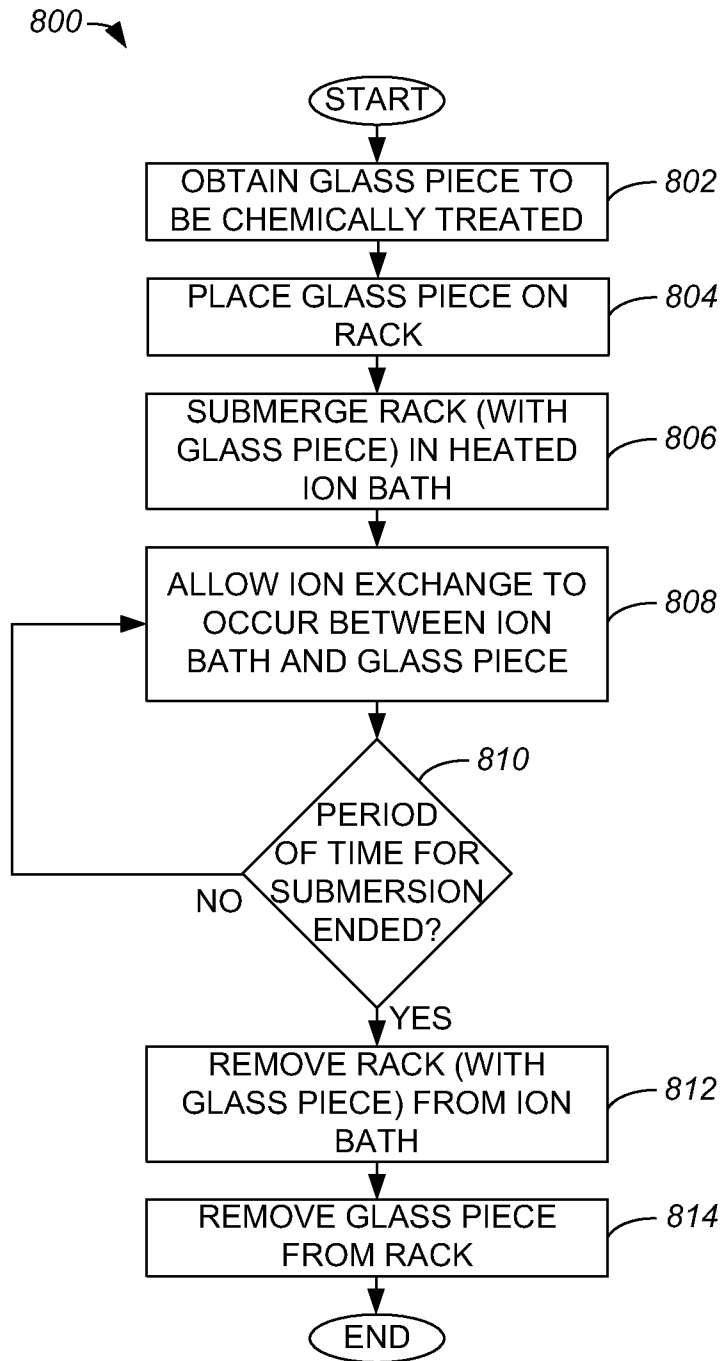 800
START
OBTAIN GLASS PIECE TO
BE CHEMICALLY TREATED
802
PLACE GLASS PIECE ON
RACK
804
SUBMERGE RACK (WITH
GLASS PIECE) IN HEATED
ION BATH
806
ALLOW ION EXCHANGE TO
OCCUR BETWEEN ION
BATH AND GLASS PIECE
808
810
PERIOD
OF TIME FOR
SUBMERSION
ENDED?
NO
YES
REMOVE RACK (WITH
GLASS PIECE) FROM ION
BATH
812
REMOVE GLASS PIECE
FROM RACK
814
END